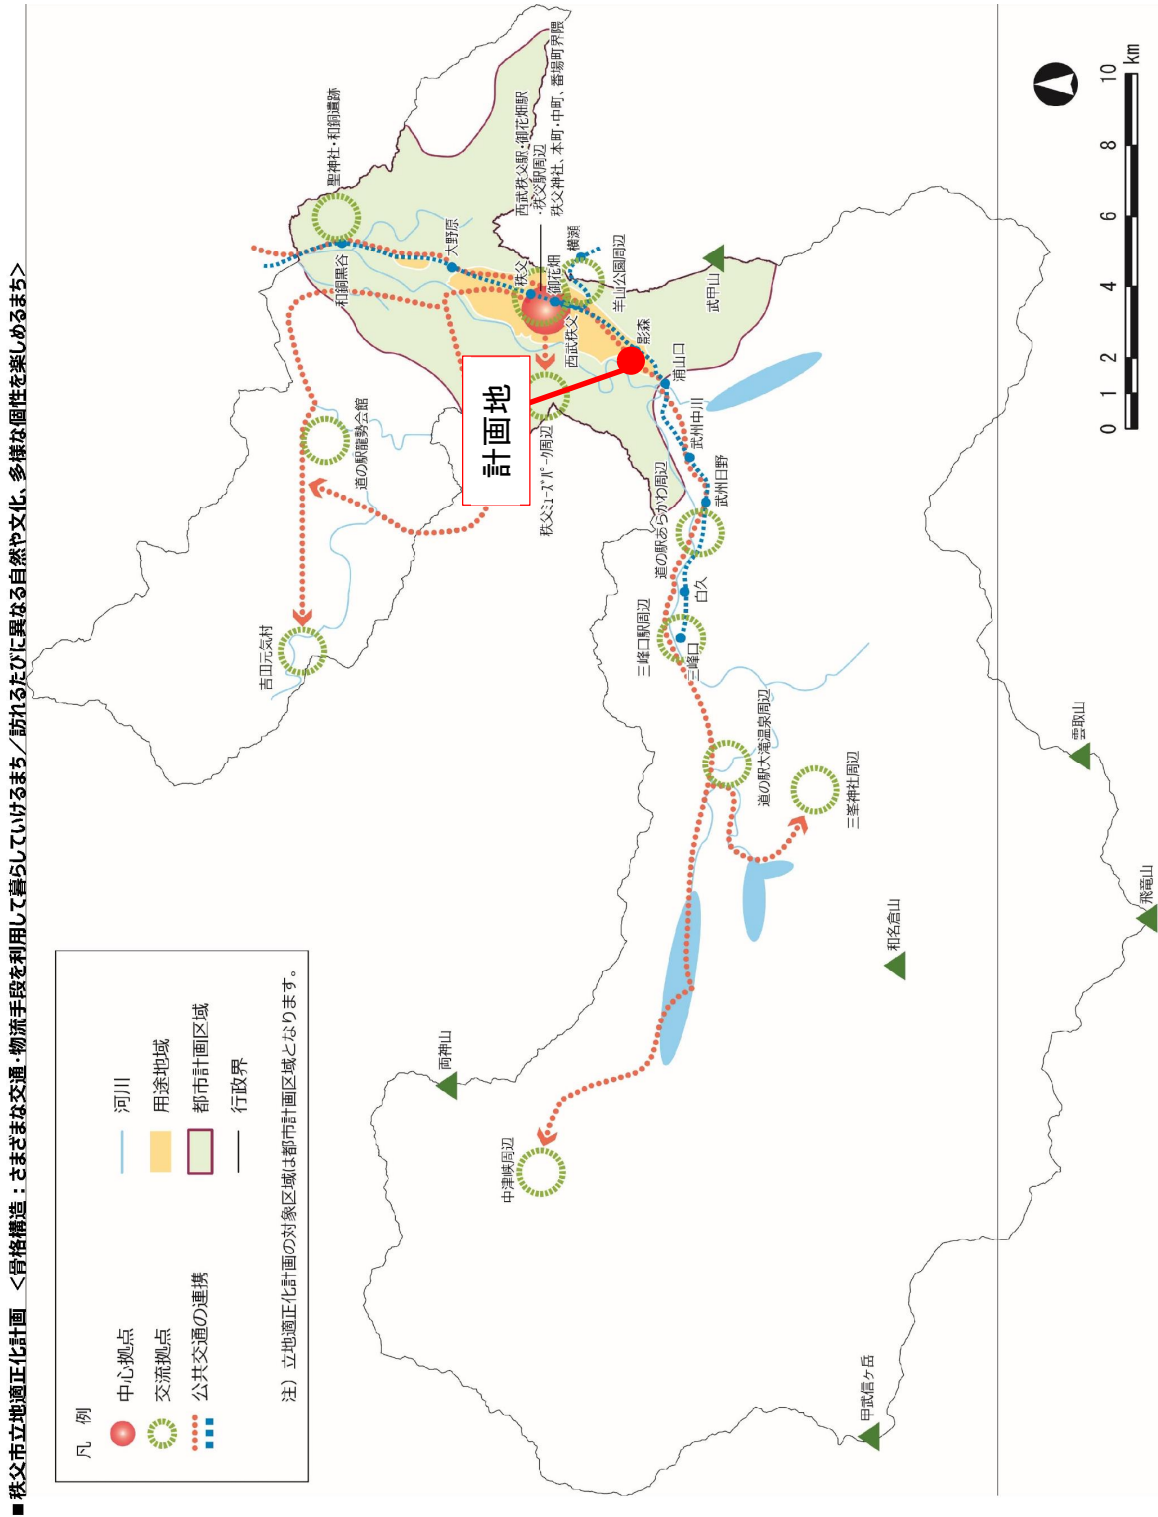 ■秩父市立地適正化計画 <骨格構造：さまざまな交通・物流手段を利用して暮らしていけるまち／訪れるたびに異なる自然や文化、多様な個性を楽しめるまち>
凡 例
中心拠点
交流拠点
公共交通の連携
河川
用途地域
都市計画区域
行政界
注）立地適正化計画の対象区域は都市計画区域となります。
吉田元気村
道の駅龍勢会館
和銅黒谷
聖神社・和銅遺跡
大野原
両神山
中津峡周辺
計画地
秩父ﾐｭｰｽﾞﾊﾟｰｸ周辺
秩父
御花畑
西武秩父
西武秩父駅・御花畑駅
・秩父駅周辺
秩父神社、本町・中町、番場町界隈
横瀬
羊山公園周辺
影森
浦山口
武甲山
武州中川
武州日野
道の駅あらかわ周辺
白久
三峰口駅周辺
三峰口
道の駅大滝温泉周辺
三峯神社周辺
和名倉山
甲武信ヶ岳
飛竜山
雲取山
0 1 2 4 6 8 10
km